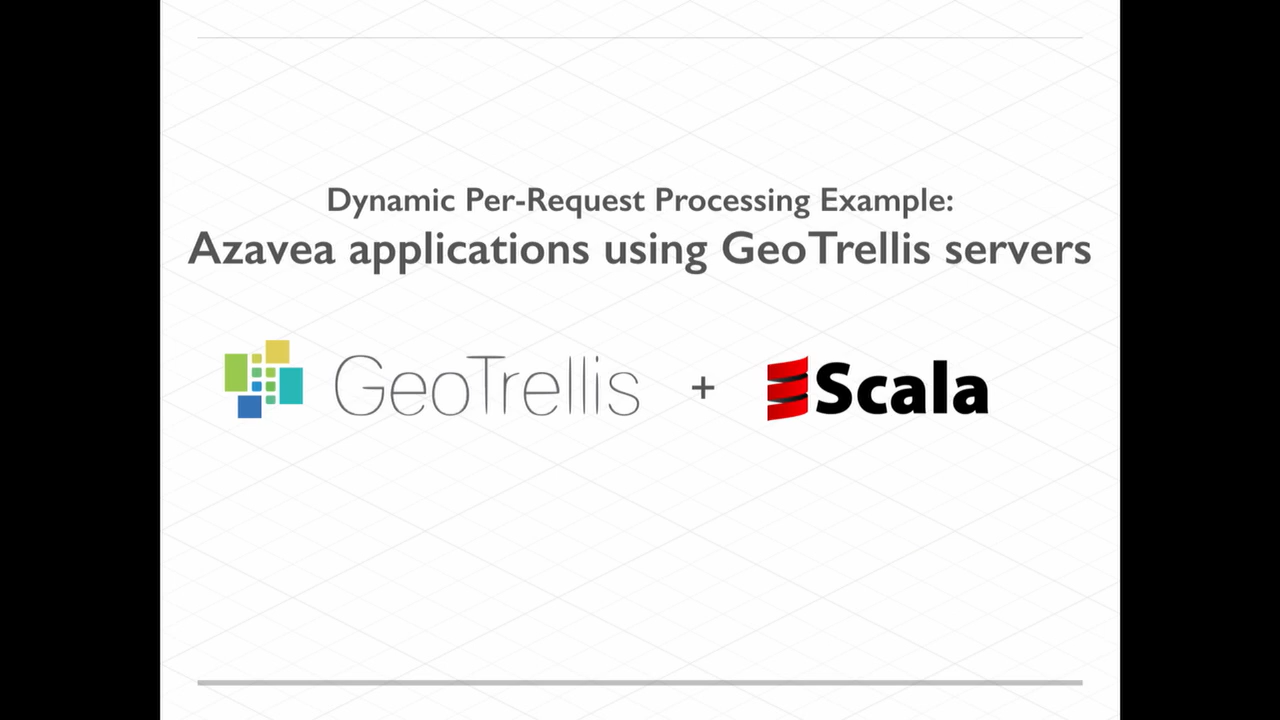 Dynamic Per-Request Processing Example:
Azavea applications using GeoTrellis servers
GeoTrellis + Scala